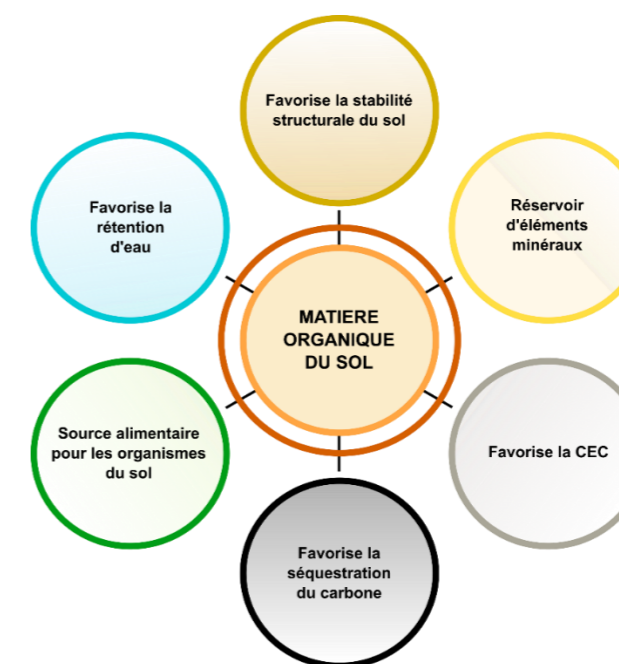 Favorise la stabilité
structurale du sol
Favorise la
rétention
d'eau
Réservoir
d'éléments
minéraux
MATIERE
ORGANIQUE
DU SOL
Source alimentaire
pour les organismes
du sol
Favorise la CEC
Favorise la
séquestration
du carbone